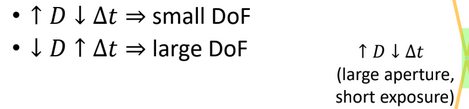 • ↑ D ↓ Δt ⇒ small DoF
• ↓ D ↑ Δt ⇒ large DoF
↑ D ↓ Δt
(large aperture,
short exposure)